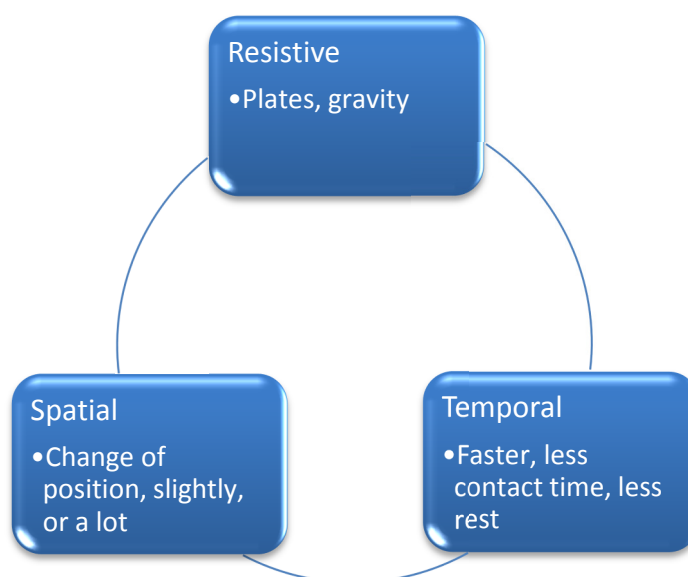 Resistive
•Plates, gravity
Spatial
•Change of
position, slightly,
or a lot
Temporal
•Faster, less
contact time, less
rest